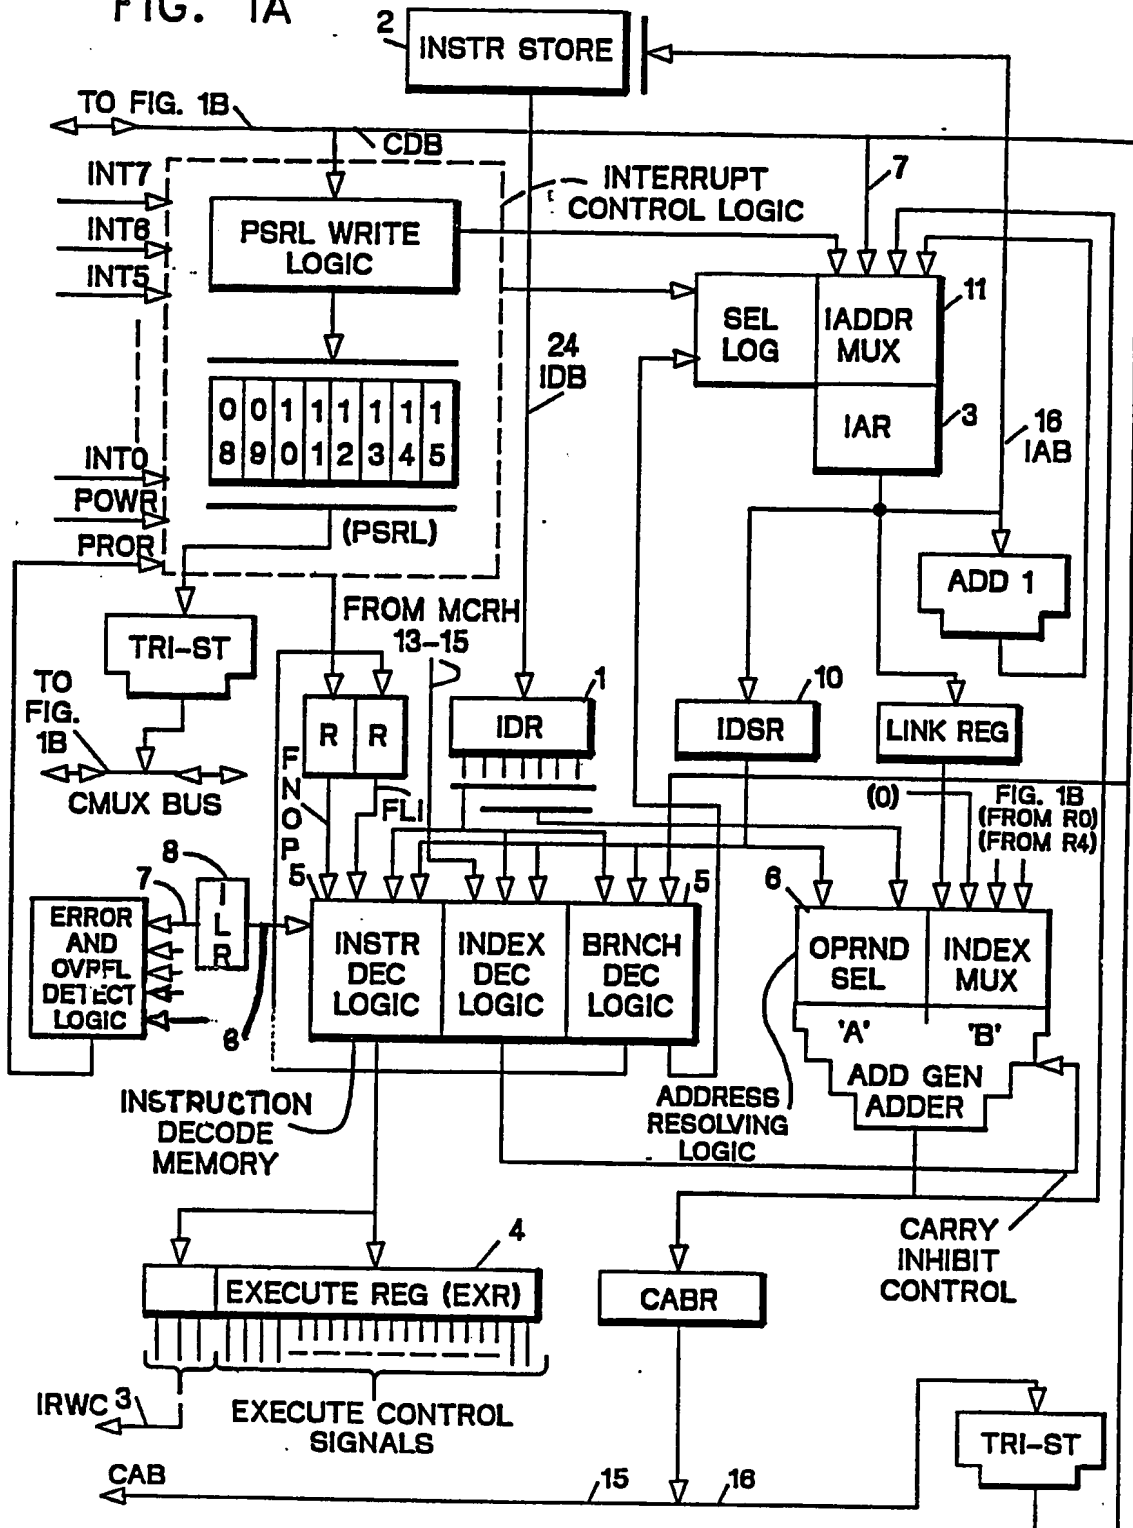 FIG. 1A
2
INSTR STORE
TO FIG. 1B
CDB
7
INT7
INT6
INT5
INTERRUPT
CONTROL LOGIC
PSRL WRITE
LOGIC
11
SEL
LOG
IADDR
MUX
24
IDB
0 0 1 1 1 1 1 1
8 9 0 1 2 3 4 5
IAR
3
16
IAB
INT0
POWR
PROR
(PSRL)
ADD 1
TRI-ST
FROM MCRH
13-15
TO
FIG.
1B
R
R
1
IDR
10
IDSR
LINK REG
CMUX BUS
FNOP
FLI
(0)
FIG. 1B
(FROM R0)
(FROM R4)
8
7
5
5
6
ILR
ERROR
AND
OVPFL
DETECT
LOGIC
INSTR
DEC
LOGIC
INDEX
DEC
LOGIC
BRNCH
DEC
LOGIC
OPRND
SEL
INDEX
MUX
6
'A'
'B'
ADD GEN
ADDER
INSTRUCTION
DECODE
MEMORY
ADDRESS
RESOLVING
LOGIC
CARRY
INHIBIT
CONTROL
4
EXECUTE REG (EXR)
CABR
IRWC
3
EXECUTE CONTROL
SIGNALS
TRI-ST
CAB
15
16